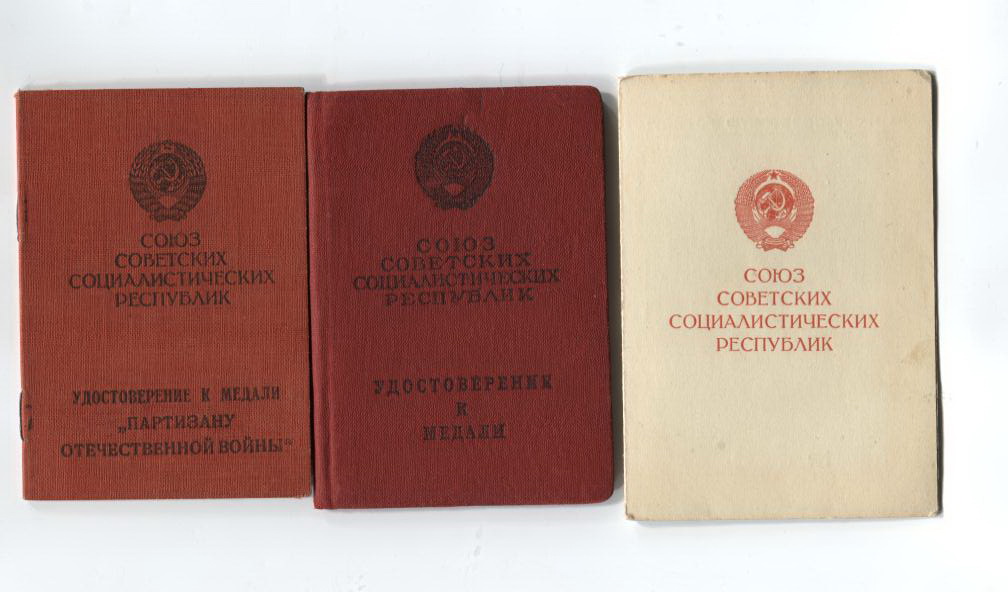 СОЮЗ
СОВЕТСКИХ
СОЦИАЛИСТИЧЕСКИХ
РЕСПУБЛИК
УДОСТОВЕРЕНИЕ К МЕДАЛИ
„ПАРТИЗАНУ
ОТЕЧЕСТВЕННОЙ ВОЙНЫ“
СОЮЗ
СОВЕТСКИХ
СОЦИАЛИСТИЧЕСКИХ
РЕСПУБЛИК
УДОСТОВЕРЕНИЕ
К
МЕДАЛИ
СОЮЗ
СОВЕТСКИХ
СОЦИАЛИСТИЧЕСКИХ
РЕСПУБЛИК